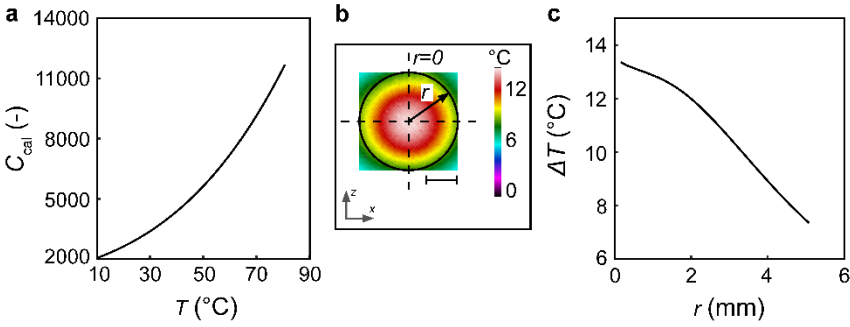 a
14000
11000
8000
5000
2000
C_cal (-)
10 30 50 70 90
T (°C)
b
r=0
r
°C
12
6
0
z
x
c
14
12
10
8
6
ΔT (°C)
0 2 4 6
r (mm)